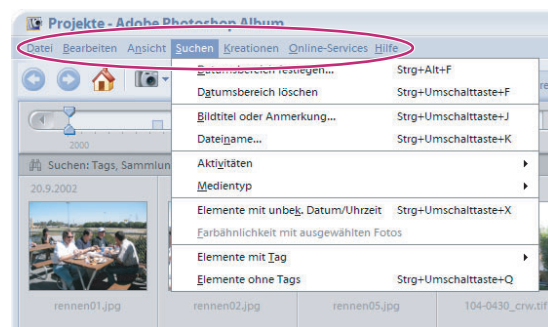 Projekte - Adobe Photoshop Album
Datei Bearbeiten Ansicht Suchen Kreationen Online-Services Hilfe
Datumsbereich festlegen... Strg+Alt+F
Datumsbereich löschen Strg+Umschalttaste+F
Bildtitel oder Anmerkung... Strg+Umschalttaste+J
Dateiname... Strg+Umschalttaste+K
2000
Suchen: Tags, Sammlun
Aktivitäten
Medientyp
20.9.2002
Elemente mit unbek. Datum/Uhrzeit Strg+Umschalttaste+X
Farbähnlichkeit mit ausgewählten Fotos
Elemente mit Tag
Elemente ohne Tags Strg+Umschalttaste+Q
rennen01.jpg rennen02.jpg rennen05.jpg 104-0430_crw.tif